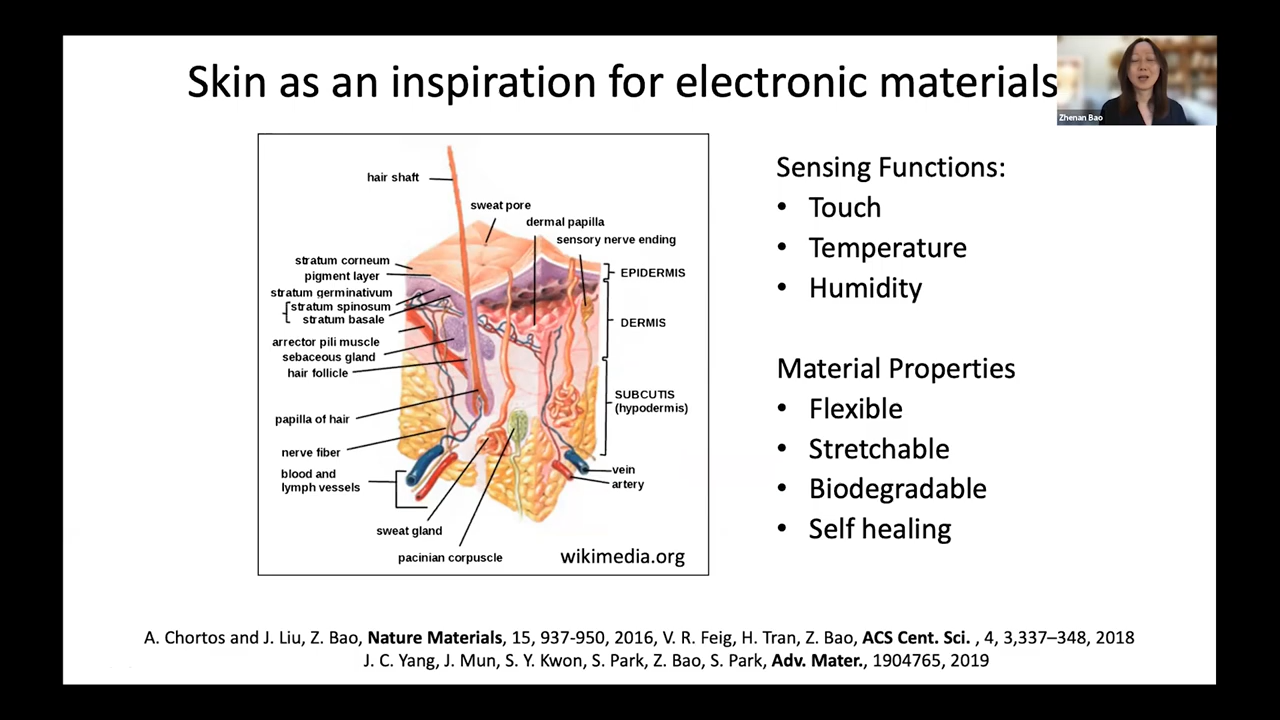 Skin as an inspiration for electronic materials
Zhenan Bao
hair shaft
sweat pore
dermal papilla
sensory nerve ending
stratum corneum
pigment layer
stratum germinativum
stratum spinosum
stratum basale
arrector pili muscle
sebaceous gland
hair follicle
papilla of hair
nerve fiber
blood and
lymph vessels
sweat gland
pacinian corpuscle
EPIDERMIS
DERMIS
SUBCUTIS
(hypodermis)
vein
artery
wikimedia.org
Sensing Functions:
• Touch
• Temperature
• Humidity
Material Properties
• Flexible
• Stretchable
• Biodegradable
• Self healing
A. Chortos and J. Liu, Z. Bao, Nature Materials, 15, 937-950, 2016, V. R. Feig, H. Tran, Z. Bao, ACS Cent. Sci. , 4, 3,337–348, 2018
J. C. Yang, J. Mun, S. Y. Kwon, S. Park, Z. Bao, S. Park, Adv. Mater., 1904765, 2019